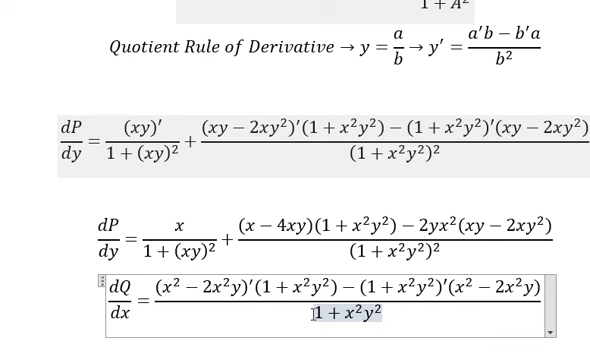 1 + A²
Quotient Rule of Derivative → y = a/b → y′ = (a′b − b′a)/b²
dP/dy = (xy)′/(1 + (xy)²) + ((xy − 2xy²)′(1 + x²y²) − (1 + x²y²)′(xy − 2xy²))/(1 + x²y²)²
dP/dy = x/(1 + (xy)²) + ((x − 4xy)(1 + x²y²) − 2yx²(xy − 2xy²))/(1 + x²y²)²
dQ/dx = ((x² − 2x²y)′(1 + x²y²) − (1 + x²y²)′(x² − 2x²y))/(1 + x²y²)